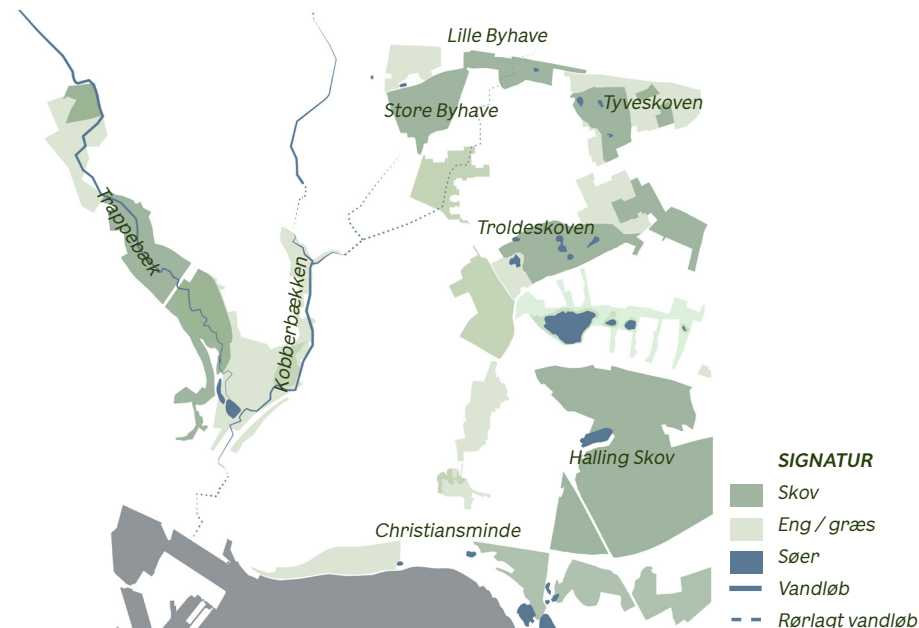 Lille Byhave
Store Byhave
Tyveskoven
Trappebæk
Troldeskoven
Kobberbækken
Halling Skov
Christiansminde
SIGNATUR
Skov
Eng / græs
Søer
Vandløb
Rørlagt vandløb